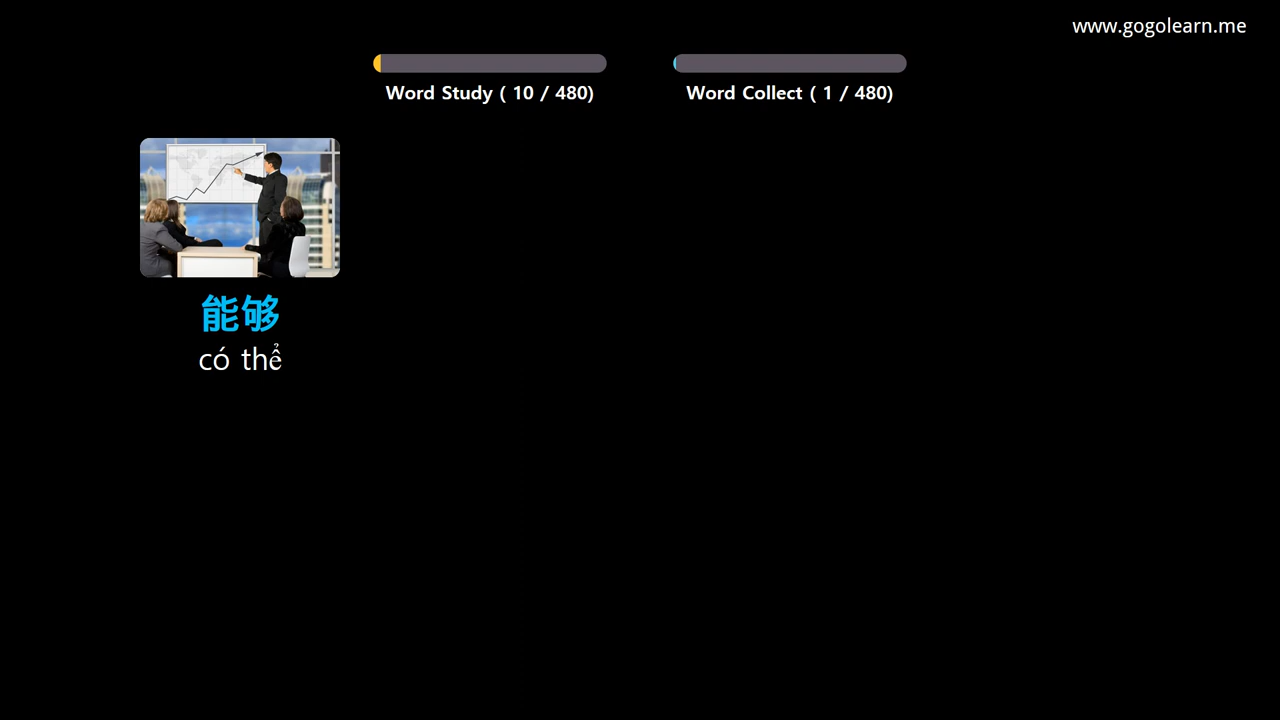 www.gogolearn.me
Word Study ( 10 / 480)
Word Collect ( 1 / 480)
能够
có thể